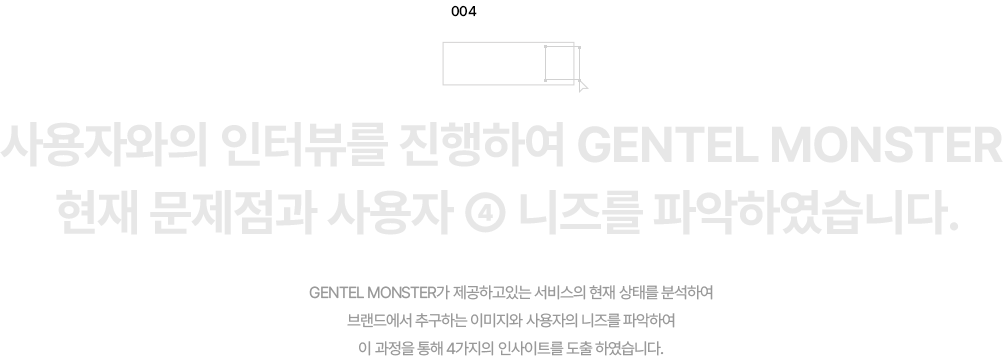 004
사용자와의 인터뷰를 진행하여 GENTEL MONSTER
현재 문제점과 사용자 ④ 니즈를 파악하였습니다.
GENTEL MONSTER가 제공하고있는 서비스의 현재 상태를 분석하여
브랜드에서 추구하는 이미지와 사용자의 니즈를 파악하여
이 과정을 통해 4가지의 인사이트를 도출 하였습니다.